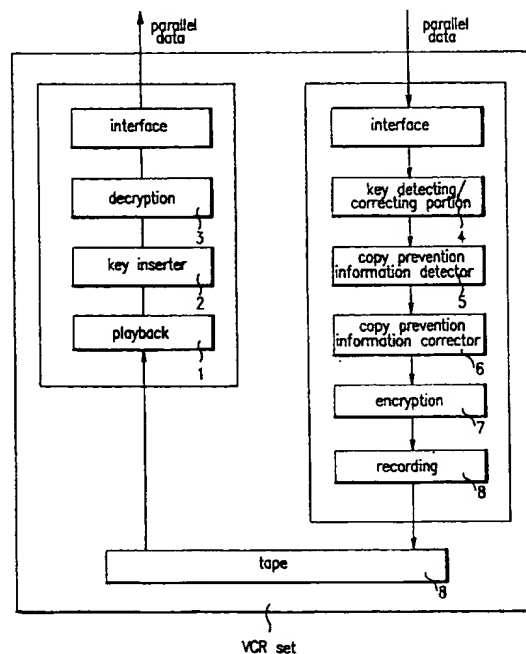 parallel
data
parallel
data
interface
decryption
3
key inserter
2
playback
1
interface
key detecting
correcting portion
4
copy prevention
information detector
5
copy prevention
information corrector
6
encryption
7
recording
8
tape
8
VCR set